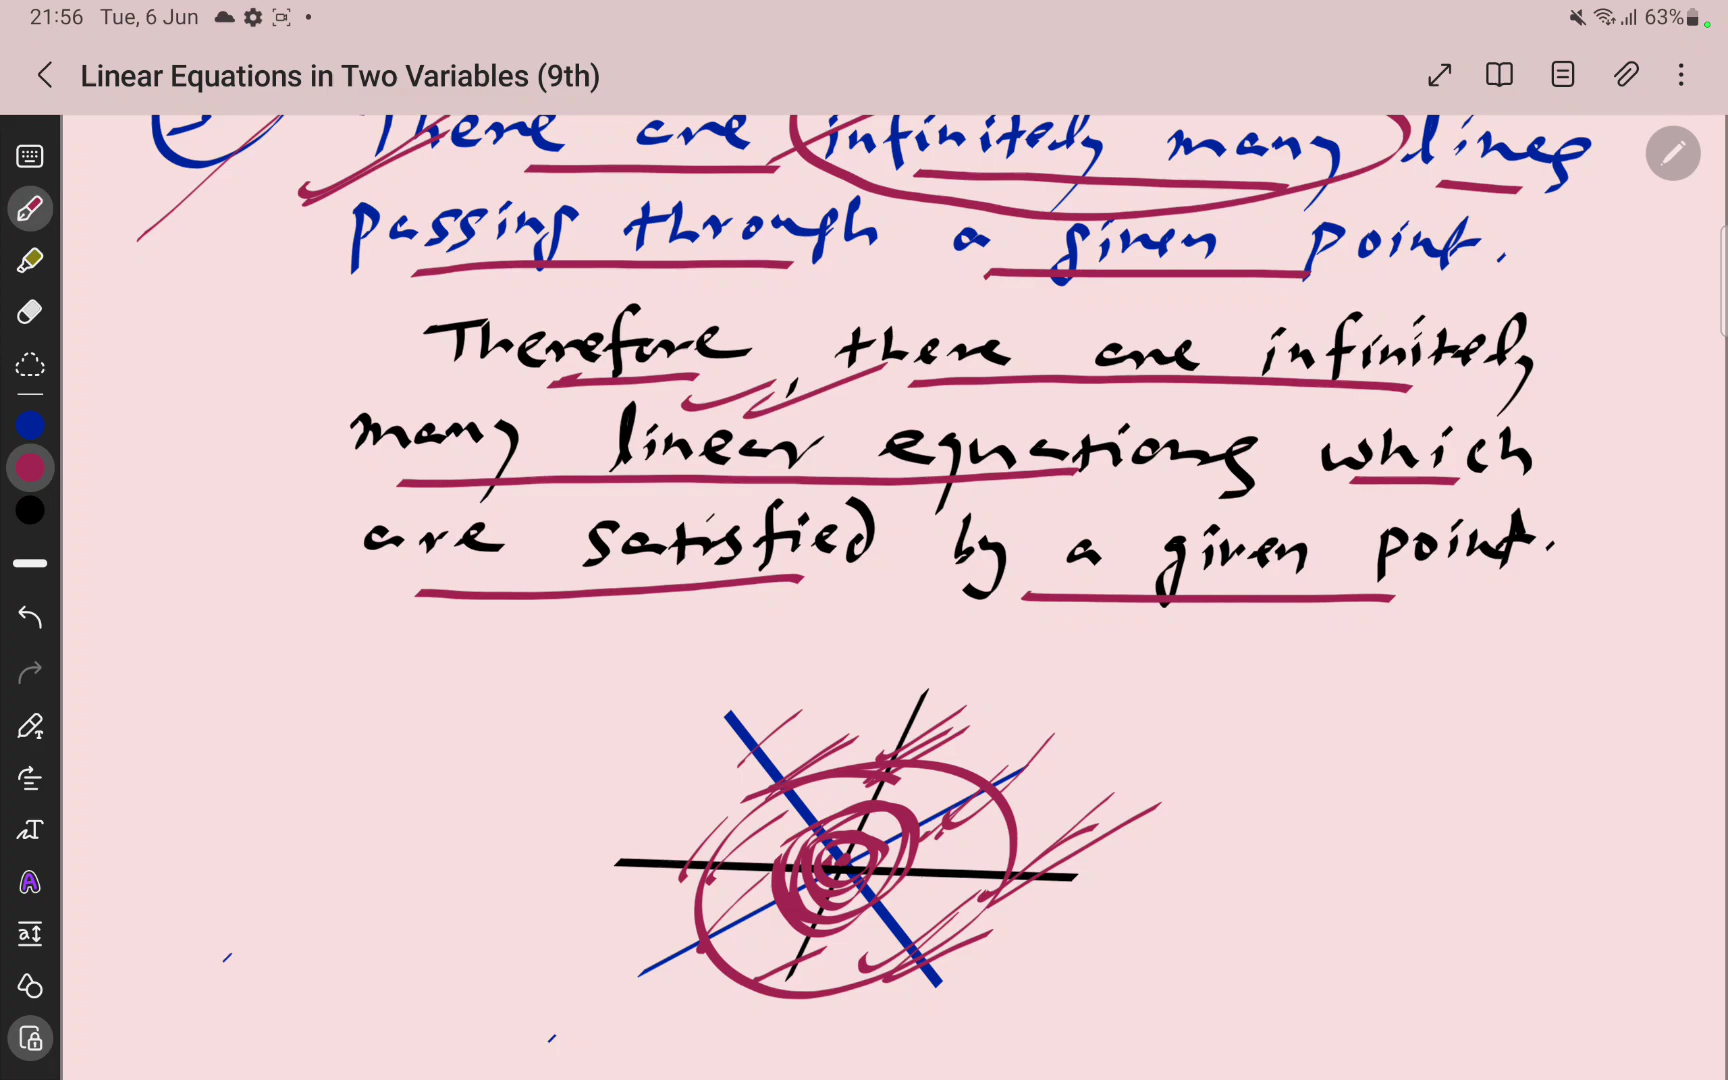 21:56 Tue, 6 Jun 63%
Linear Equations in Two Variables (9th)
There are infinitely many lines
passing through a given point.
Therefore, there are infinitely
many linear equations which
are satisfied by a given point.